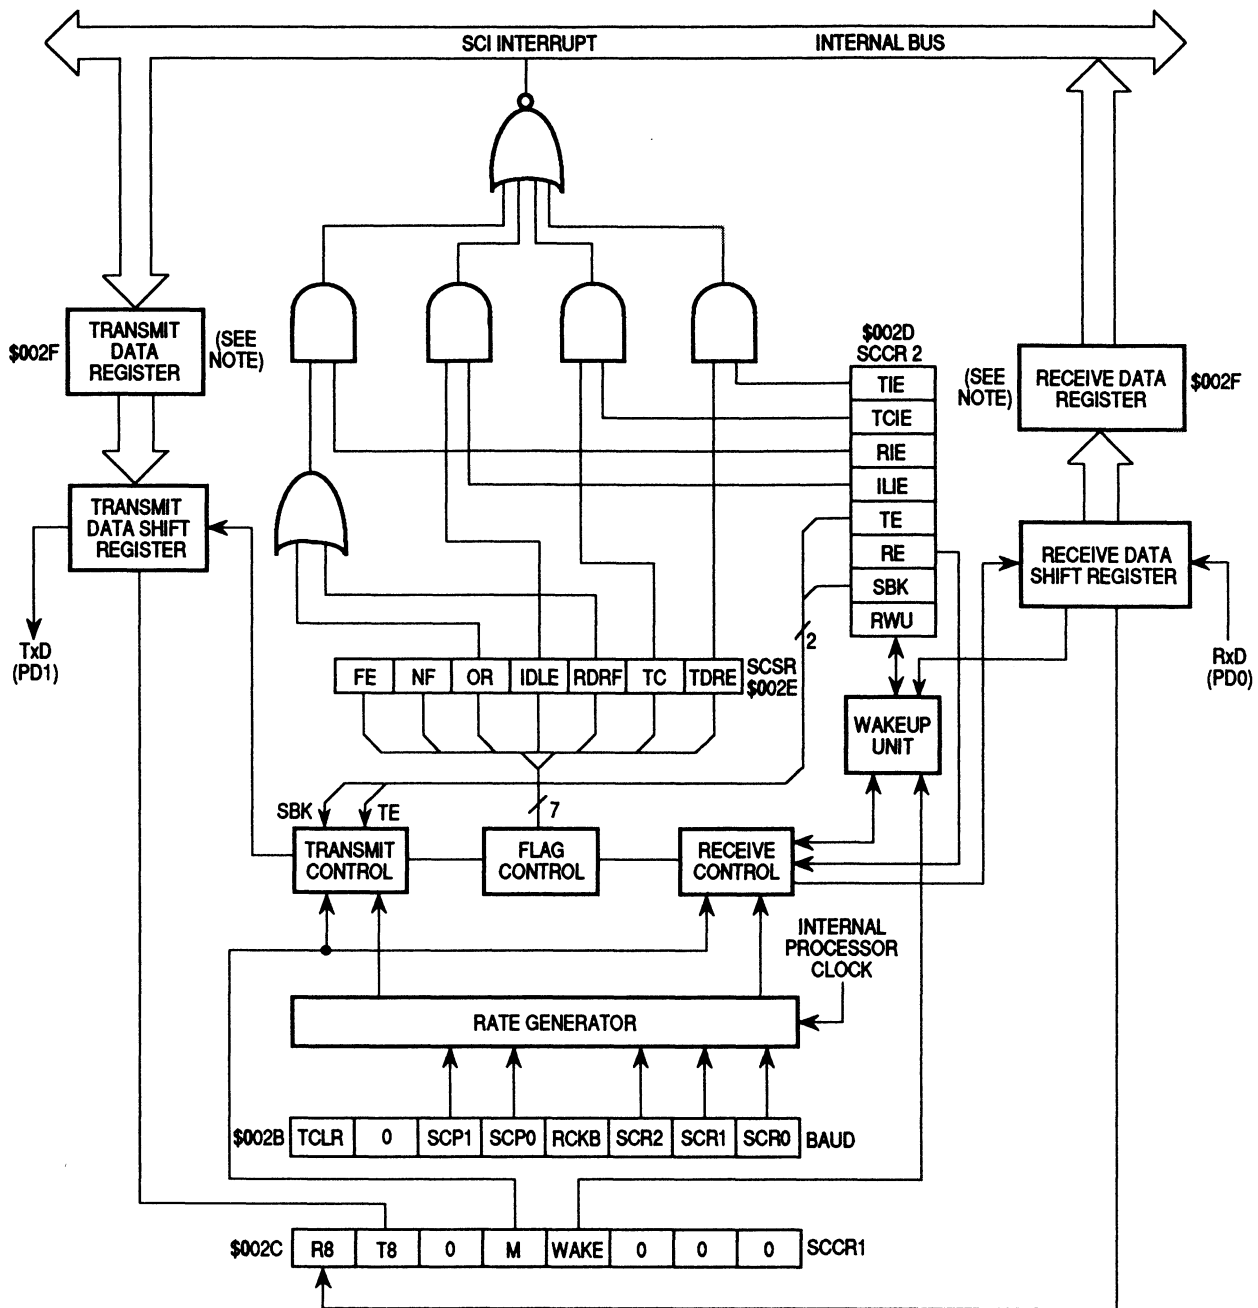 SCI INTERRUPT INTERNAL BUS
$002F
TRANSMIT
DATA
REGISTER
(SEE
NOTE)
$002D
SCCR 2
TIE
TCIE
RIE
ILIE
TE
RE
SBK
RWU
(SEE
NOTE)
RECEIVE DATA
REGISTER
$002F
TRANSMIT
DATA SHIFT
REGISTER
RECEIVE DATA
SHIFT REGISTER
TxD
(PD1)
RxD
(PD0)
2
FE NF OR IDLE RDRF TC TDRE
SCSR
$002E
WAKEUP
UNIT
SBK TE
7
TRANSMIT
CONTROL
FLAG
CONTROL
RECEIVE
CONTROL
INTERNAL
PROCESSOR
CLOCK
RATE GENERATOR
$002B TCLR 0 SCP1 SCP0 RCKB SCR2 SCR1 SCR0 BAUD
$002C R8 T8 0 M WAKE 0 0 0 SCCR1